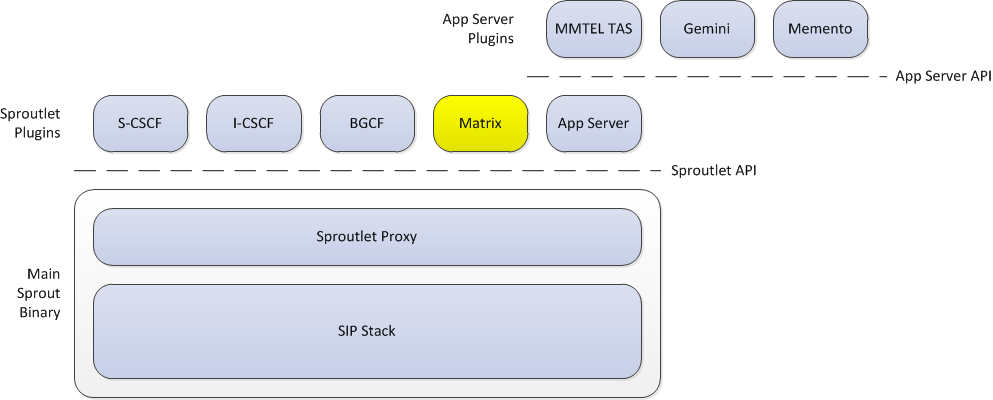 App Server
Plugins
MMTEL TAS
Gemini
Memento
App Server API
Sproutlet
Plugins
S-CSCF
I-CSCF
BGCF
Matrix
App Server
Sproutlet API
Main
Sprout
Binary
Sproutlet Proxy
SIP Stack